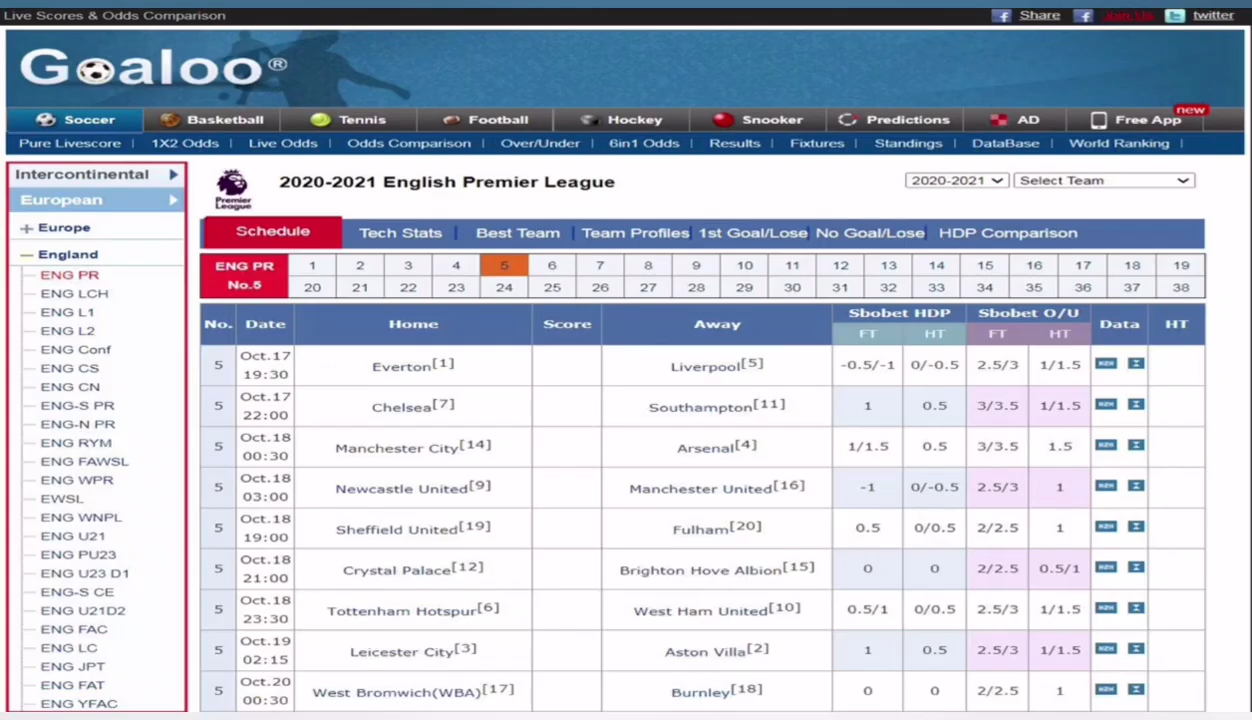 Live Scores & Odds Comparison Share Join Us twitter
Goaloo®
Soccer Basketball Tennis Football Hockey Snooker Predictions AD Free App new
Pure Livescore | 1X2 Odds | Live Odds | Odds Comparison | Over/Under | 6in1 Odds | Results | Fixtures | Standings | DataBase | World Ranking |
Intercontinental
European
+ Europe
− England
ENG PR
ENG LCH
ENG L1
ENG L2
ENG Conf
ENG CS
ENG CN
ENG-S PR
ENG-N PR
ENG RYM
ENG FAWSL
ENG WPR
EWSL
ENG WNPL
ENG U21
ENG PU23
ENG U23 D1
ENG-S CE
ENG U21D2
ENG FAC
ENG LC
ENG JPT
ENG FAT
ENG YFAC
Premier
League
2020-2021 English Premier League 2020-2021 Select Team
Schedule Tech Stats | Best Team | Team Profiles| 1st Goal/Lose| No Goal/Lose| HDP Comparison
ENG PR 1 2 3 4 5 6 7 8 9 10 11 12 13 14 15 16 17 18 19
No.5 20 21 22 23 24 25 26 27 28 29 30 31 32 33 34 35 36 37 38
No. Date Home Score Away Sbobet HDP Sbobet O/U Data HT
FT HT FT HT
5 Oct.17 19:30 Everton[1] Liverpool[5] -0.5/-1 0/-0.5 2.5/3 1/1.5
5 Oct.17 22:00 Chelsea[7] Southampton[11] 1 0.5 3/3.5 1/1.5
5 Oct.18 00:30 Manchester City[14] Arsenal[4] 1/1.5 0.5 3/3.5 1.5
5 Oct.18 03:00 Newcastle United[9] Manchester United[16] -1 0/-0.5 2.5/3 1
5 Oct.18 19:00 Sheffield United[19] Fulham[20] 0.5 0/0.5 2/2.5 1
5 Oct.18 21:00 Crystal Palace[12] Brighton Hove Albion[15] 0 0 2/2.5 0.5/1
5 Oct.18 23:30 Tottenham Hotspur[6] West Ham United[10] 0.5/1 0/0.5 2.5/3 1/1.5
5 Oct.19 02:15 Leicester City[3] Aston Villa[2] 1 0.5 2.5/3 1/1.5
5 Oct.20 00:30 West Bromwich(WBA)[17] Burnley[18] 0 0 2/2.5 1